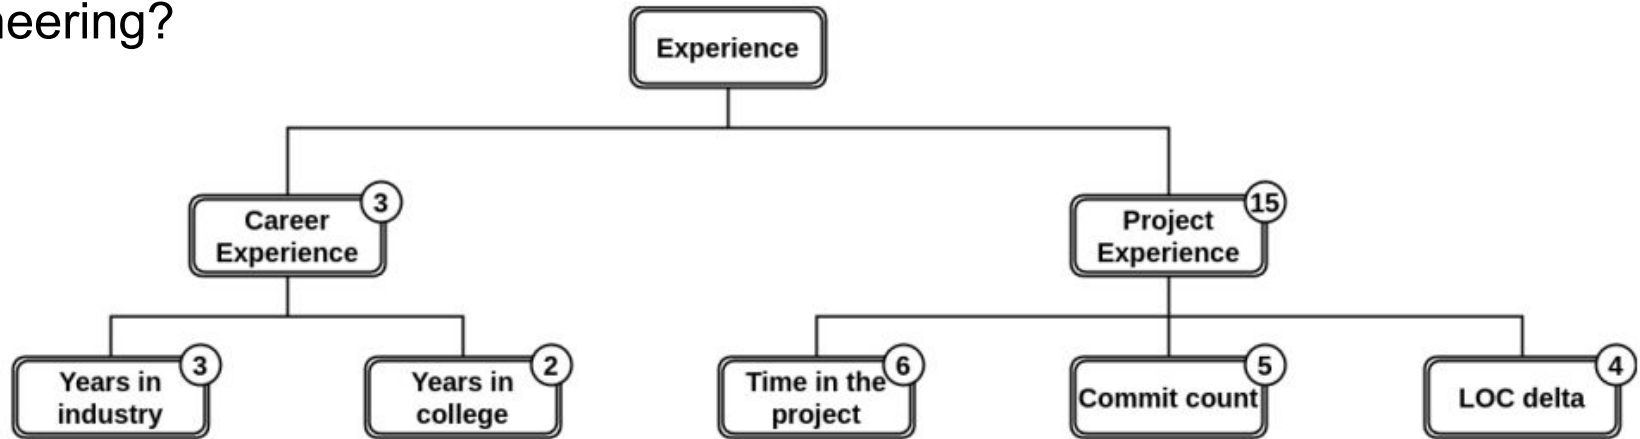 neering?
Experience
3
Career
Experience
15
Project
Experience
3
Years in
industry
2
Years in
college
6
Time in the
project
5
Commit count
4
LOC delta